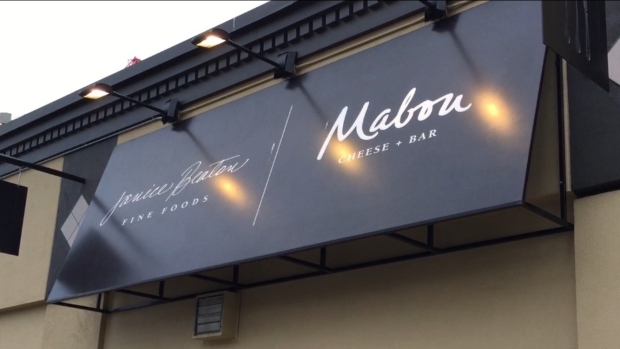 Janice Beaton
FINE FOODS
Mabou
CHEESE + BAR